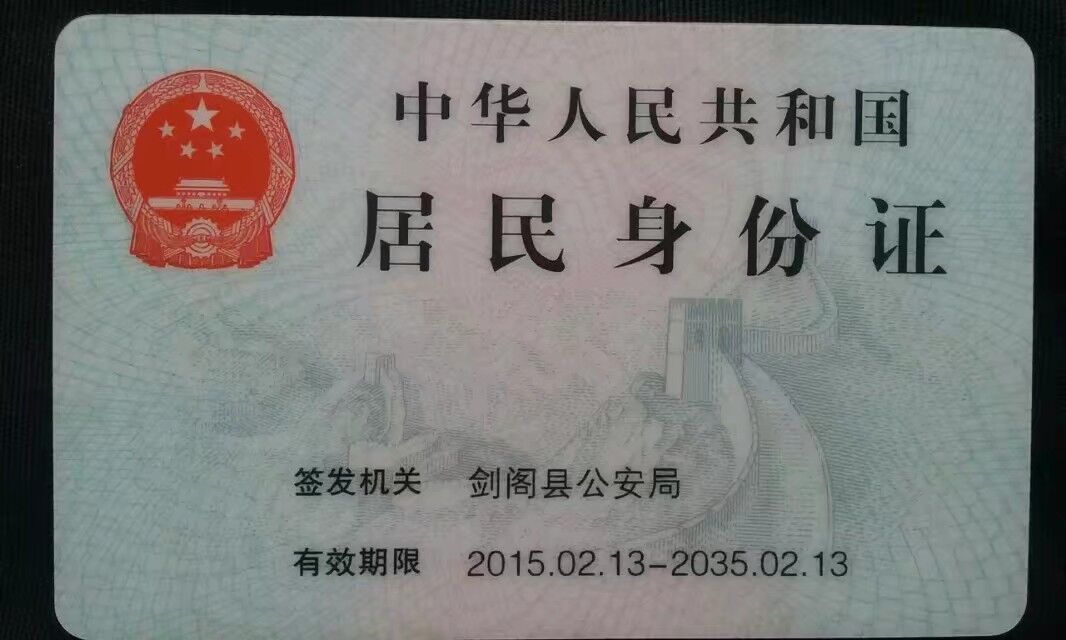 中华人民共和国
居民身份证
签发机关 剑阁县公安局
有效期限 2015.02.13-2035.02.13